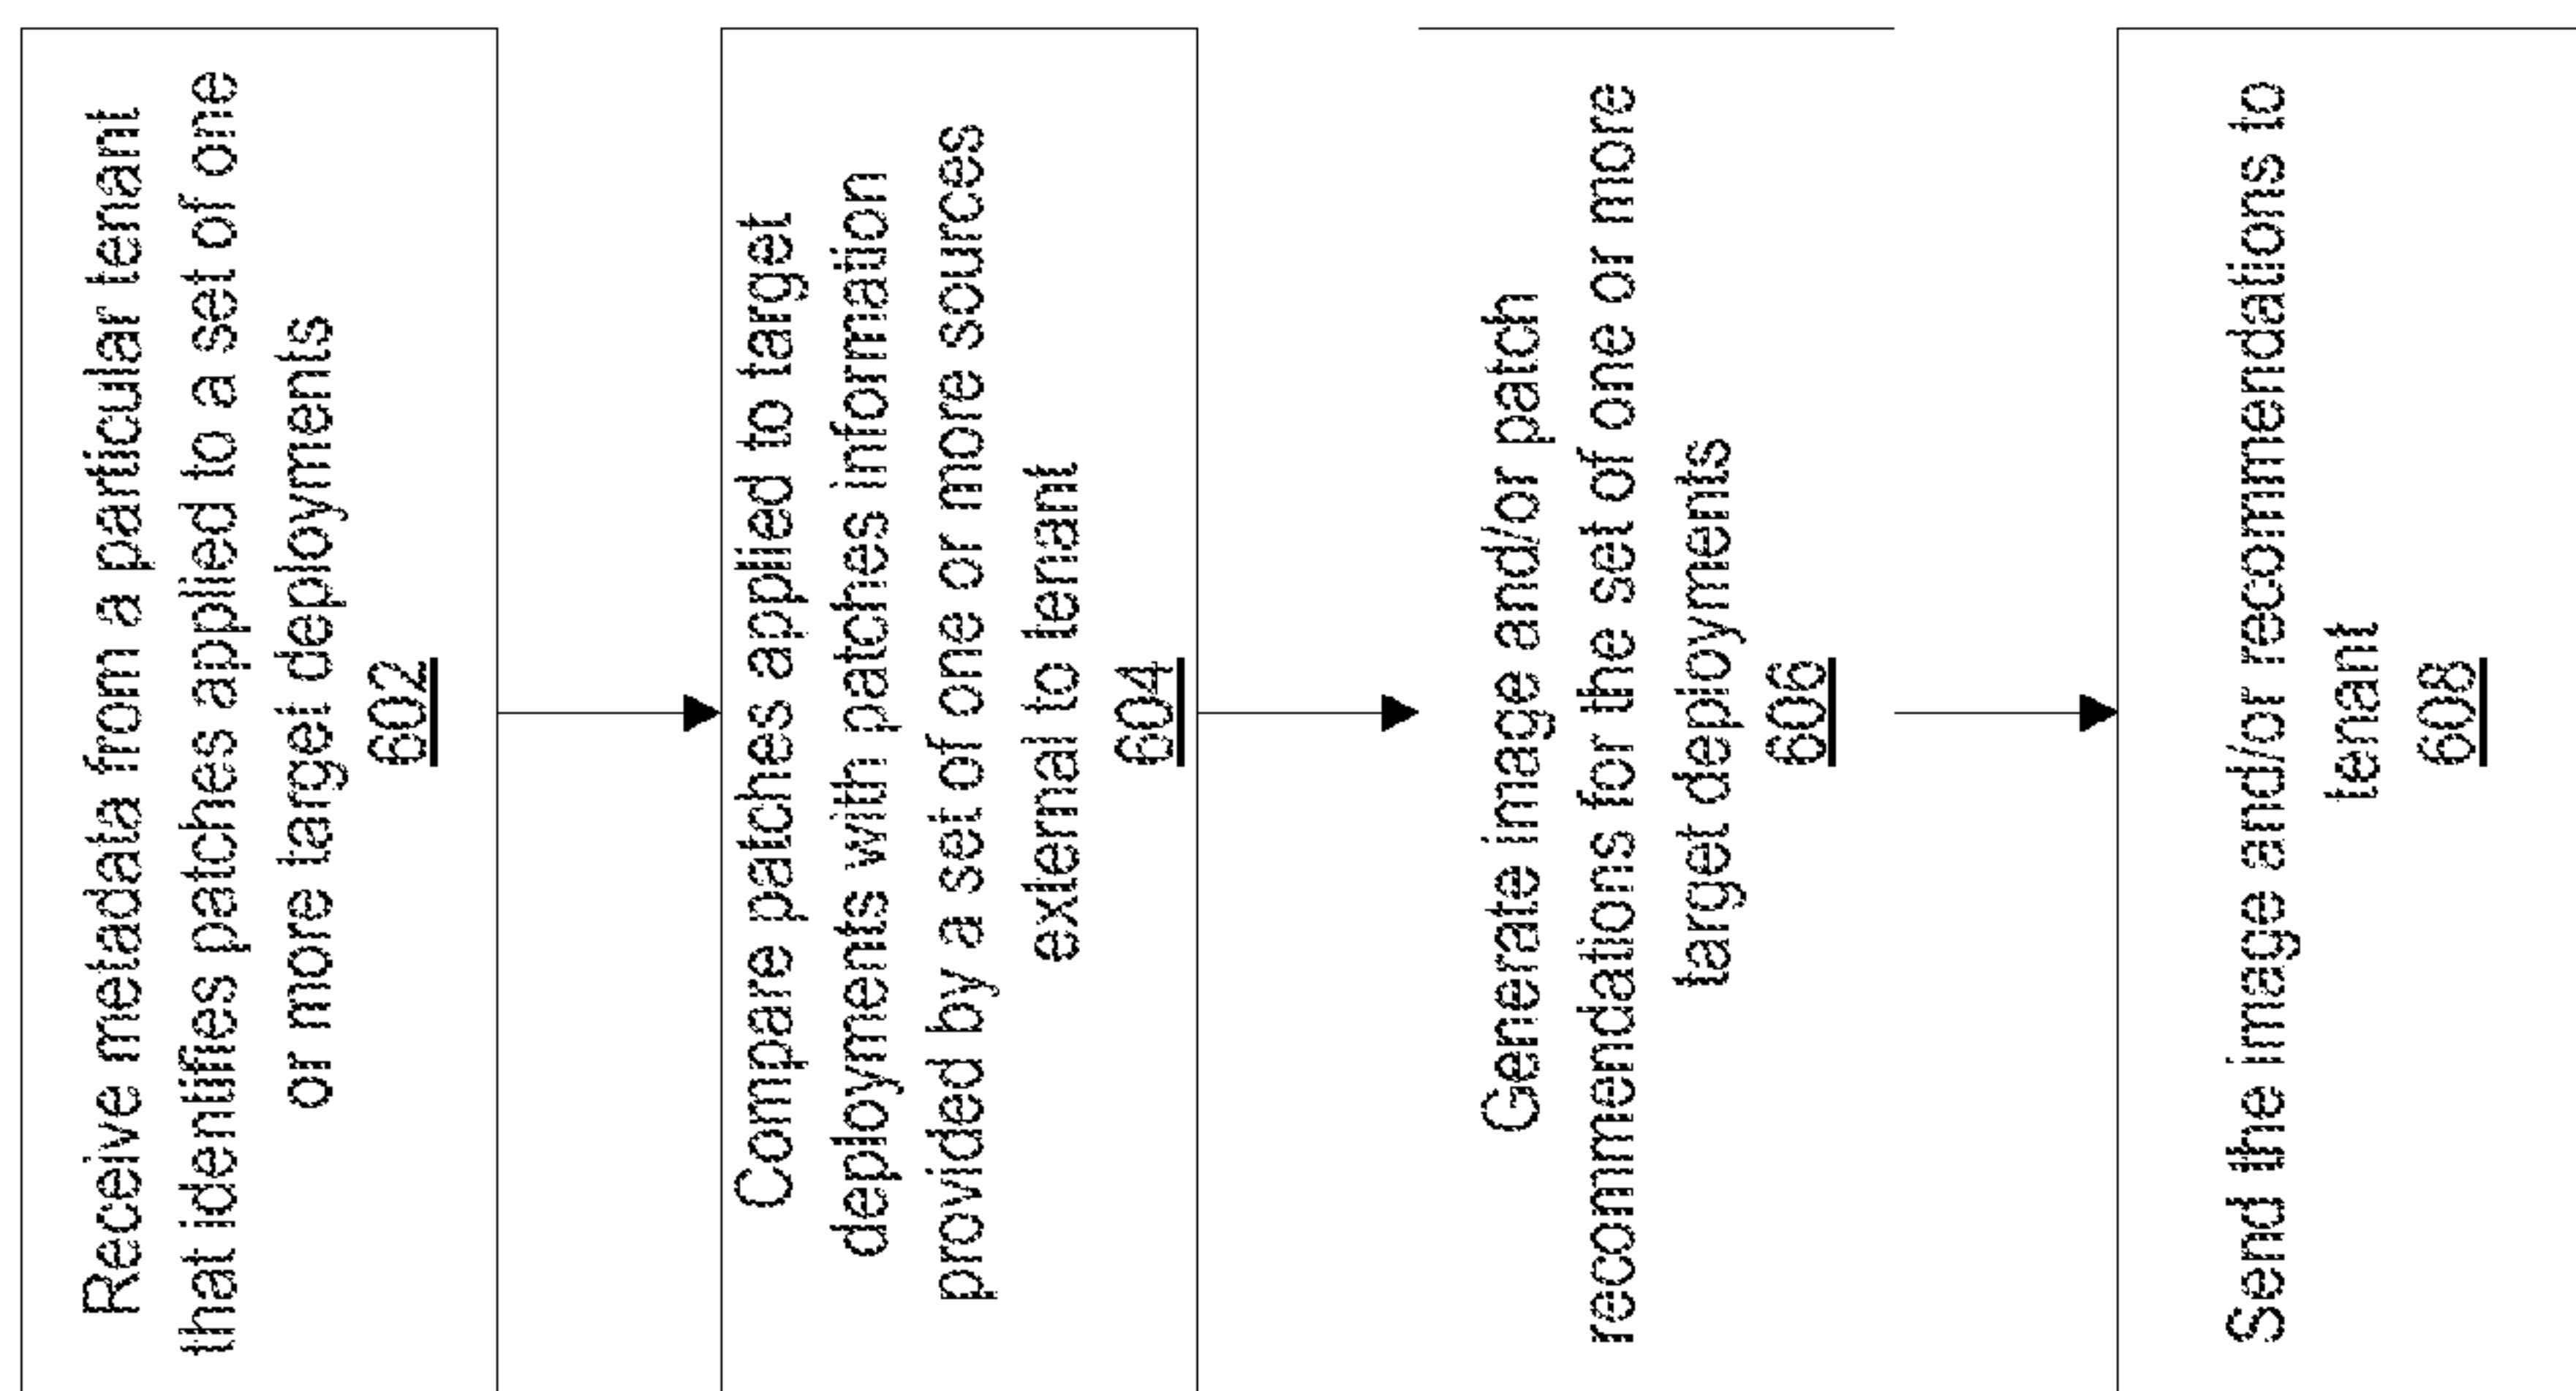 Receive metadata from a particular tenant
that identifies patches applied to a set of one
or more target deployments
602
Compare patches applied to target
deployments with patches information
provided by a set of one or more sources
external to tenant
604
Generate image and/or patch
recommendations for the set of one or more
target deployments
606
Send the image and/or recommendations to
tenant
608